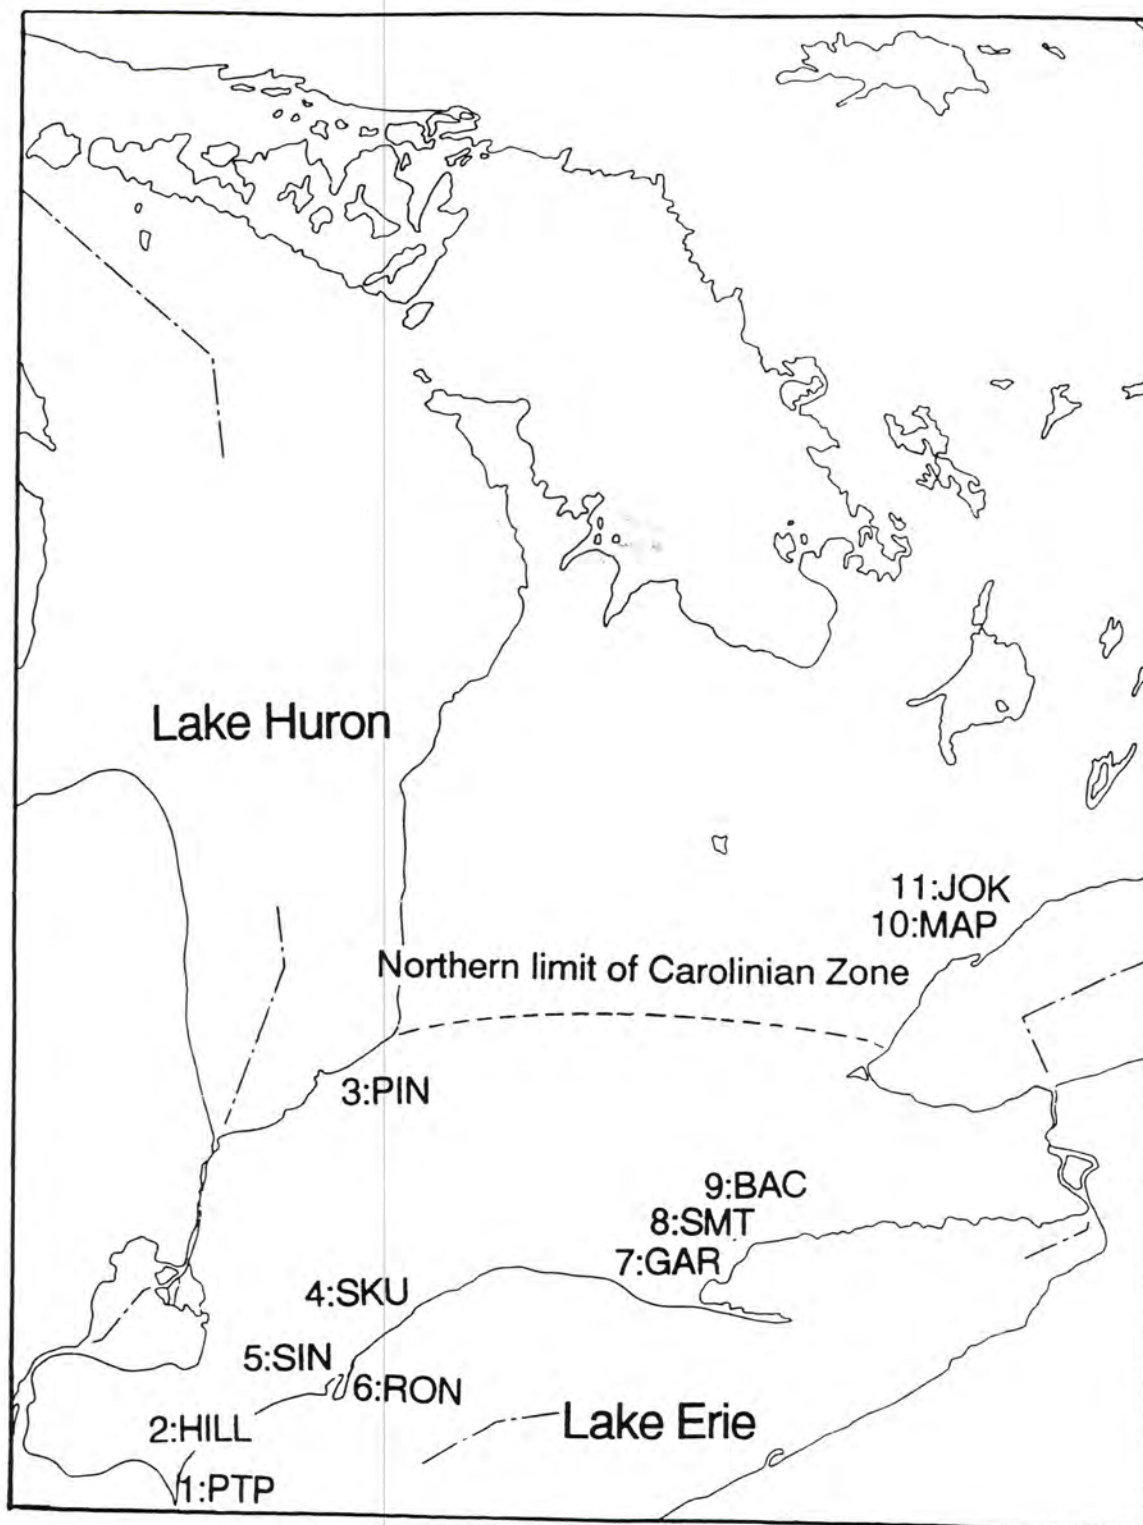 Lake Huron
11:JOK
10:MAP
Northern limit of Carolinian Zone
3:PIN
9:BAC
8:SMT
7:GAR
4:SKU
5:SIN
6:RON
2:HILL
Lake Erie
1:PTP